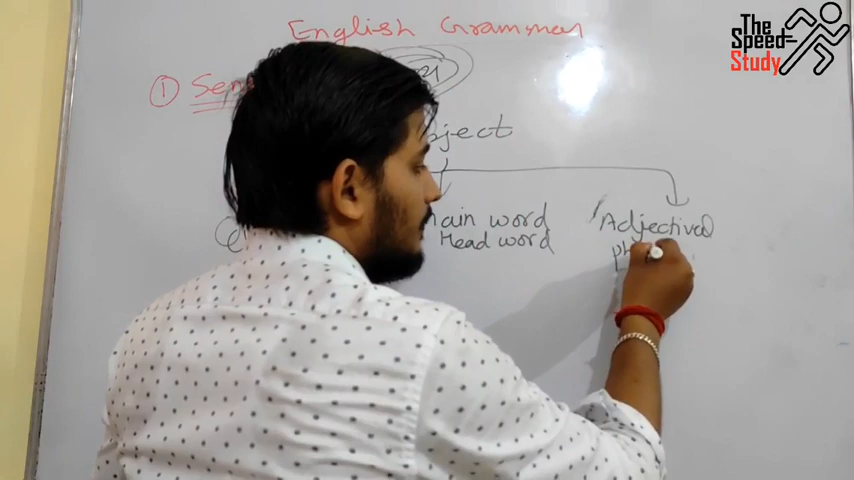 English Grammar
① Sen
bject
ain word
Head word
Adjectival
ph
The
Speed
Study